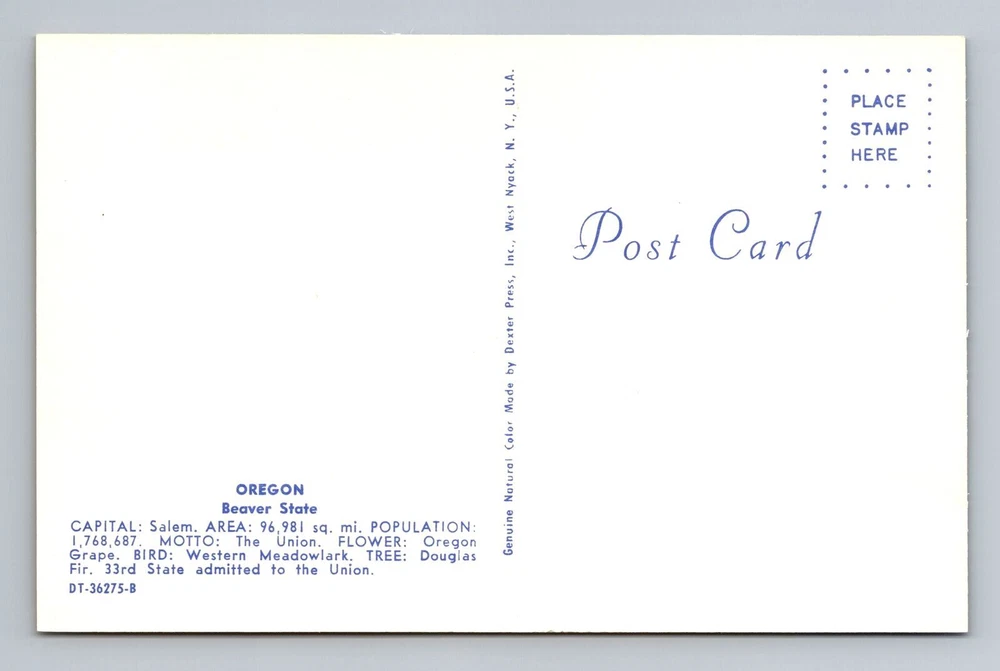 OREGON
Beaver State
CAPITAL: Salem. AREA: 96,981 sq. mi. POPULATION:
1,768,687. MOTTO: The Union. FLOWER: Oregon
Grape. BIRD: Western Meadowlark. TREE: Douglas
Fir. 33rd State admitted to the Union.
DT-36275-B
Genuine Natural Color Made by Dexter Press, Inc., West Nyack, N. Y., U.S.A.
PLACE
STAMP
HERE
Post Card